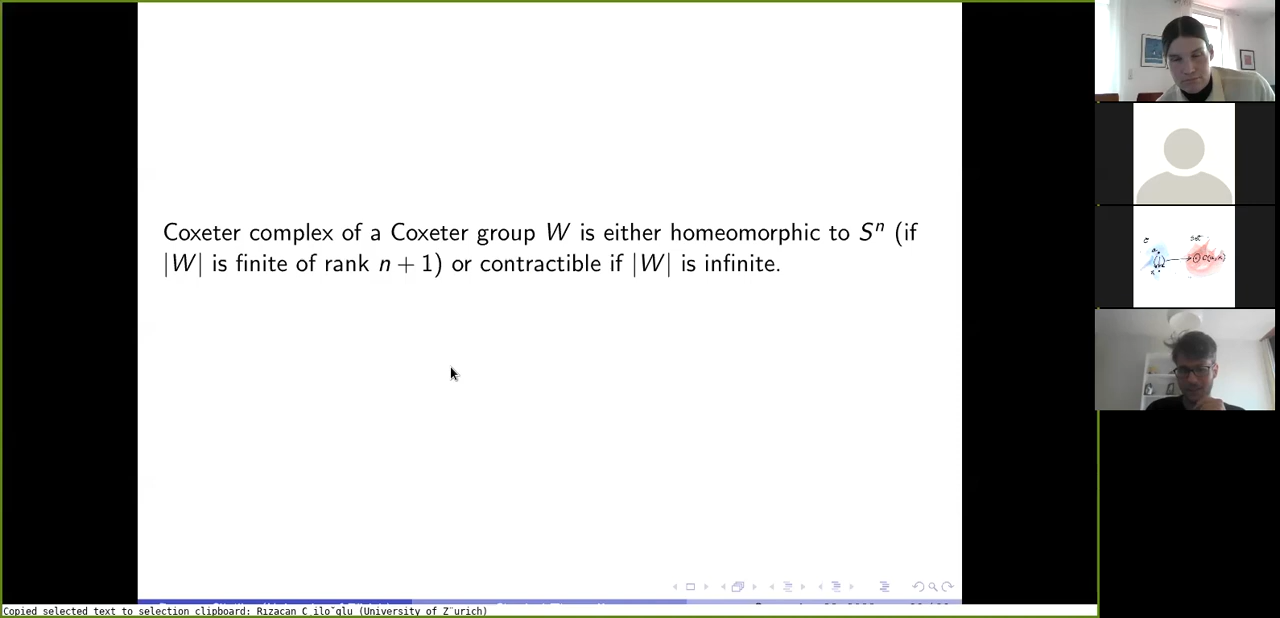 Coxeter complex of a Coxeter group W is either homeomorphic to Sⁿ (if
|W| is finite of rank n + 1) or contractible if |W| is infinite.
Copied selected text to selection clipboard: Rizacan C¸ilo˘glu (University of Z¨urich)